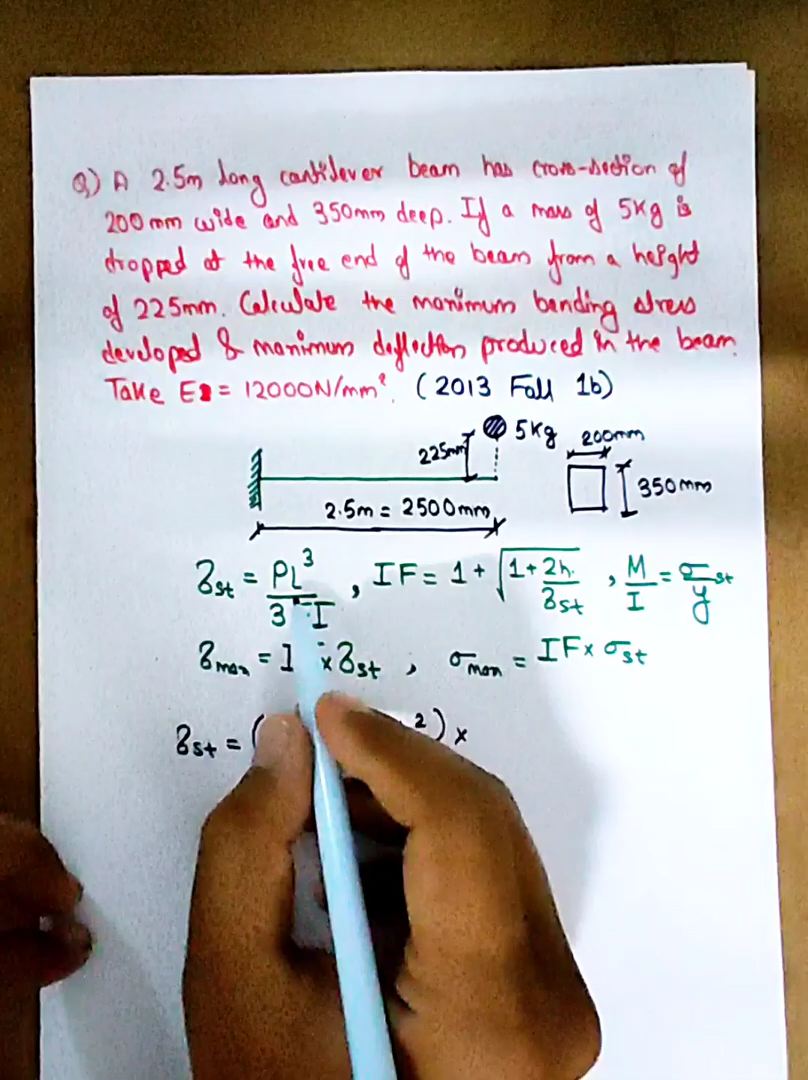 Q) A 2.5m long cantilever beam has cross-section of
200mm wide and 350mm deep. If a mass of 5Kg is
dropped at the free end of the beam from a height
of 225mm. Calculate the maximum bending stress
developed & maximum deflection produced in the beam.
Take E = 12000N/mm². (2013 Fall 1b)
225mm 5Kg 200mm
2.5m = 2500mm 350mm
δst = PL³/3 I , IF = 1 + √(1 + 2h/δst) , M/I = σst/y
δmax = × δst , σmax = IF × σst
δst = ( ²) ×